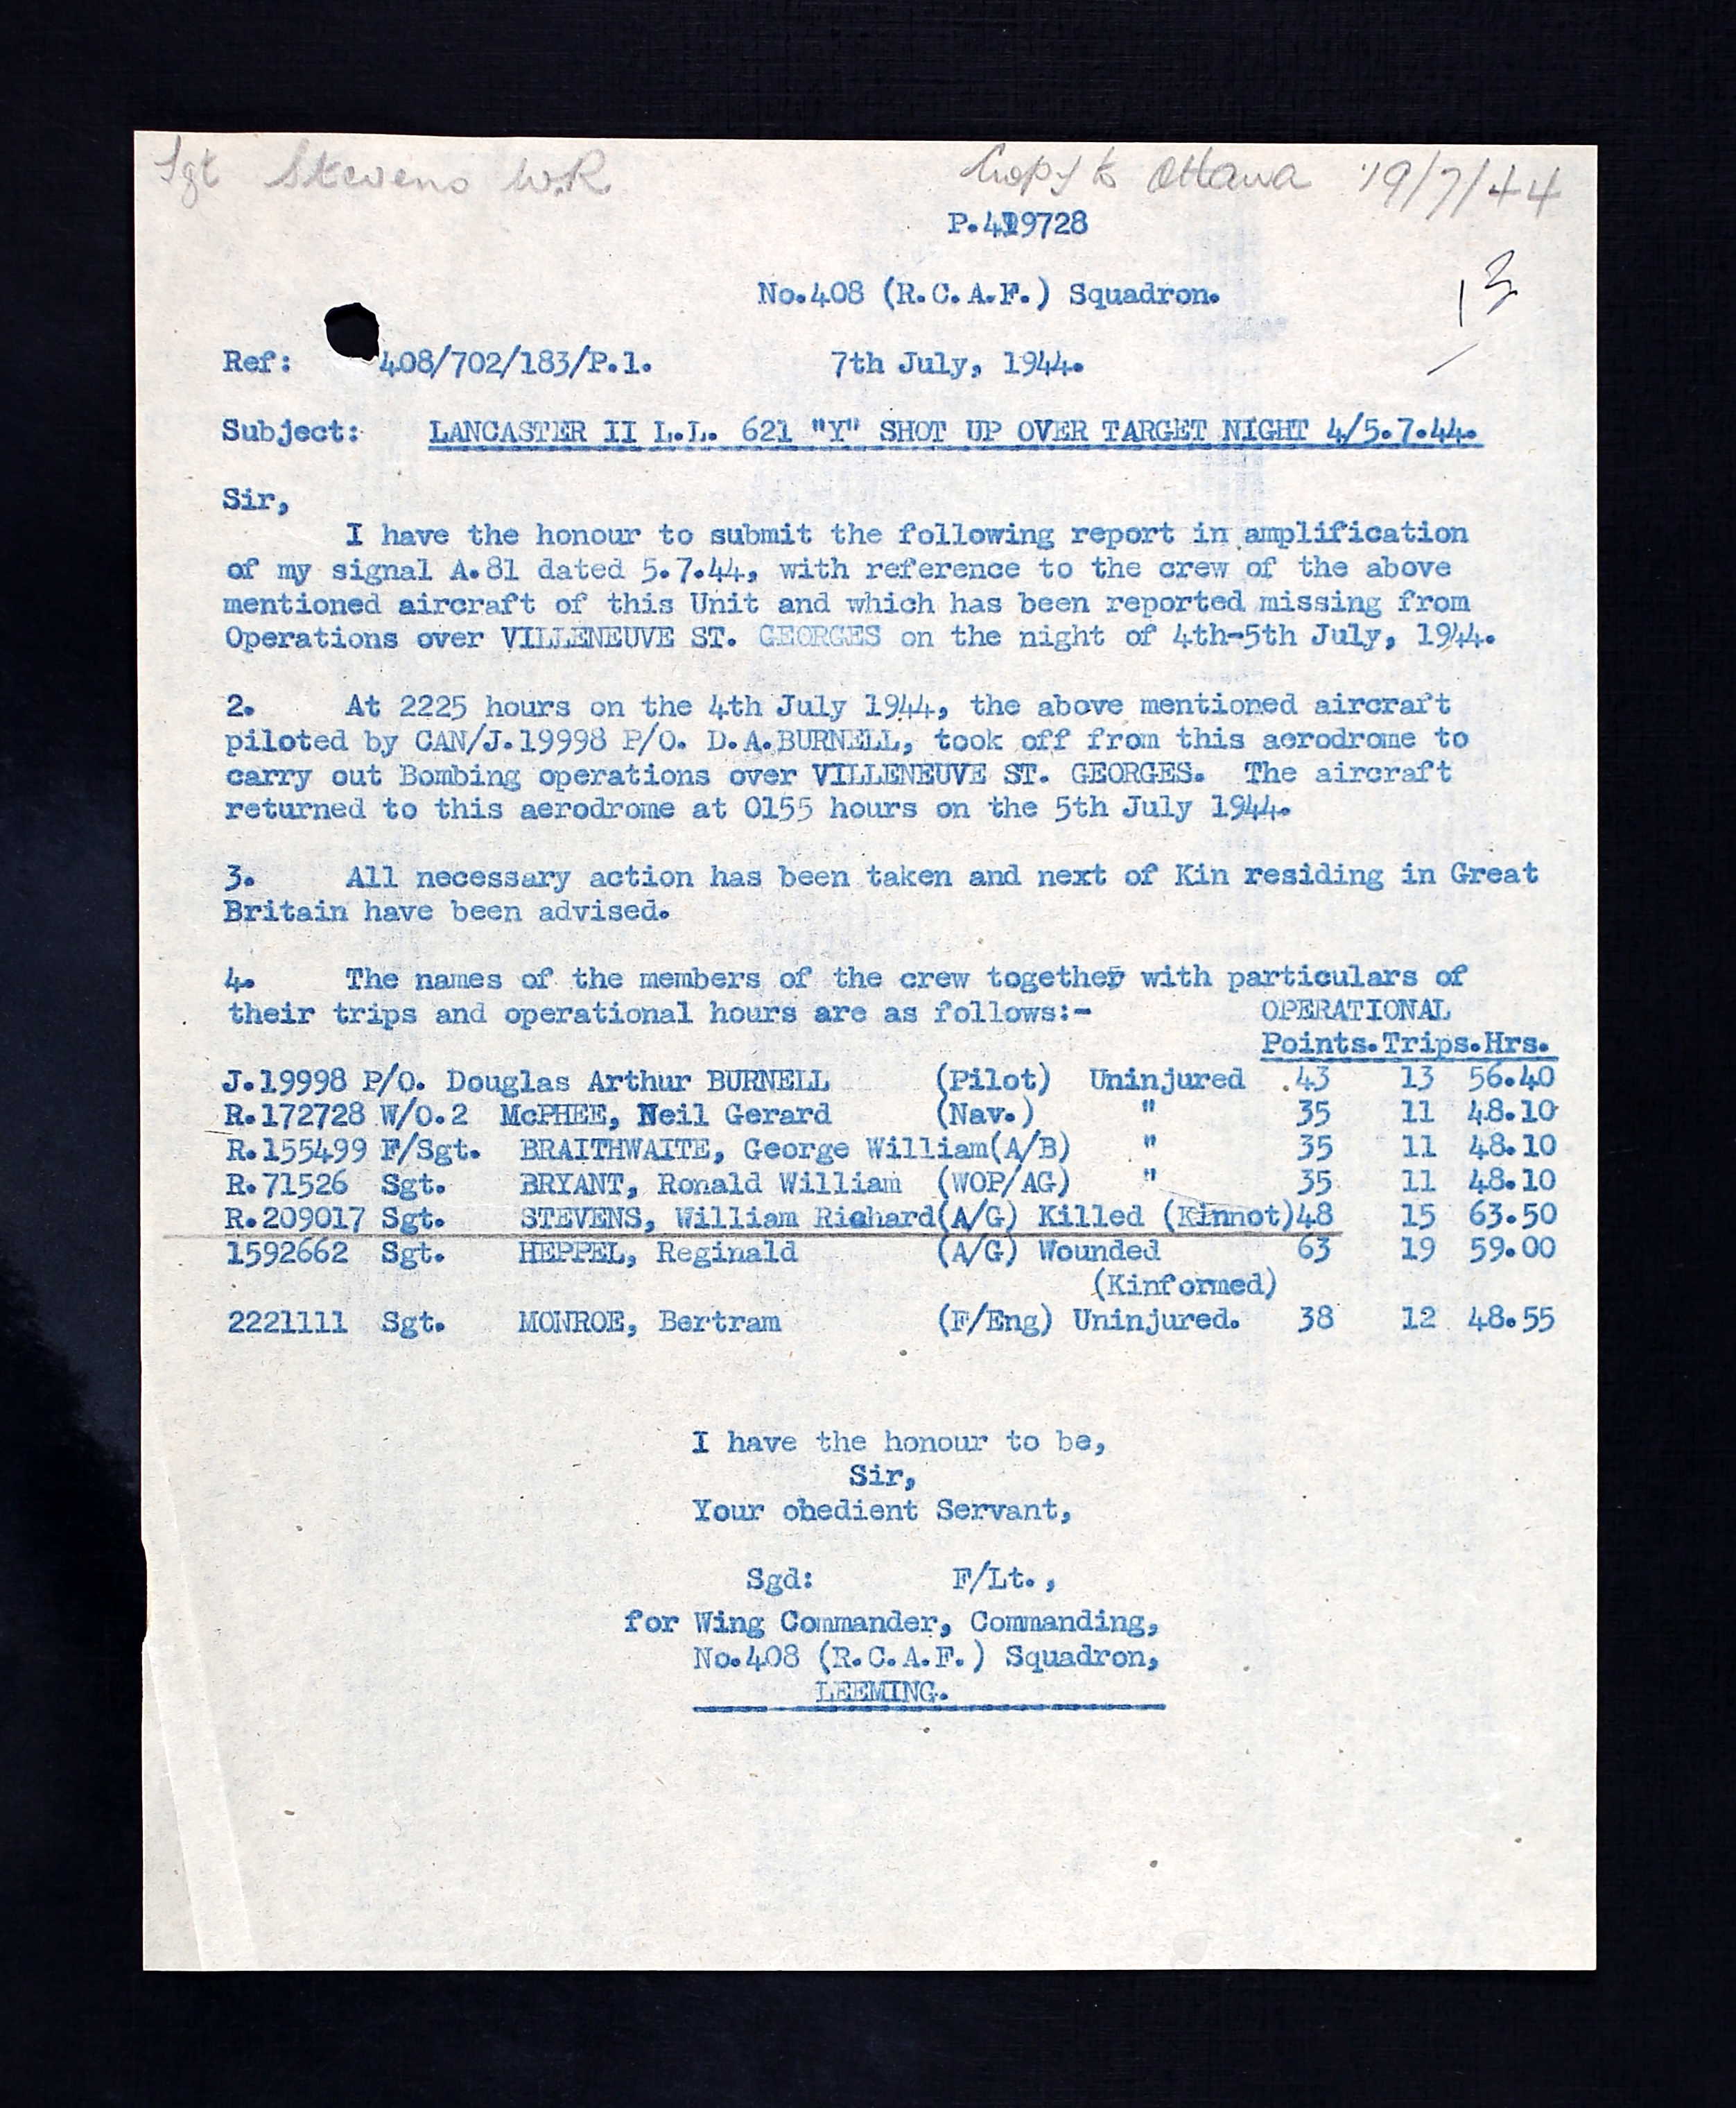 Sgt Stevens W.R. Copy to Ottawa 19/7/44
P.419728
13
No.408 (R.C.A.F.) Squadron.
Ref: 408/702/183/P.1. 7th July, 1944.
Subject: LANCASTER II L.L. 621 "Y" SHOT UP OVER TARGET NIGHT 4/5.7.44.
Sir,
I have the honour to submit the following report in amplification
of my signal A.81 dated 5.7.44, with reference to the crew of the above
mentioned aircraft of this Unit and which has been reported missing from
Operations over VILLENEUVE ST. GEORGES on the night of 4th-5th July, 1944.
2. At 2225 hours on the 4th July 1944, the above mentioned aircraft
piloted by CAN/J.19998 P/O. D.A.BURNELL, took off from this aerodrome to
carry out Bombing operations over VILLENEUVE ST. GEORGES. The aircraft
returned to this aerodrome at 0155 hours on the 5th July 1944.
3. All necessary action has been taken and next of Kin residing in Great
Britain have been advised.
4. The names of the members of the crew together with particulars of
their trips and operational hours are as follows:- OPERATIONAL
Points.Trips.Hrs.
J.19998 P/O. Douglas Arthur BURNELL (Pilot) Uninjured .43 13 56.40
R.172728 W/O.2 McPHEE, Neil Gerard (Nav.) " 35 11 48.10
R.155499 F/Sgt. BRAITHWAITE, George William(A/B) " 35 11 48.10
R.71526 Sgt. BRYANT, Ronald William (WOP/AG) " 35 11 48.10
R.209017 Sgt. STEVENS, William Richard(A/G) Killed (Kinnot)48 15 63.50
1592662 Sgt. HEPPEL, Reginald (A/G) Wounded 63 19 59.00
(Kinformed)
2221111 Sgt. MONROE, Bertram (F/Eng) Uninjured. 38 12 48.55
I have the honour to be,
Sir,
Your obedient Servant,
Sgd: F/Lt.,
for Wing Commander, Commanding,
No.408 (R.C.A.F.) Squadron,
LEEMING.